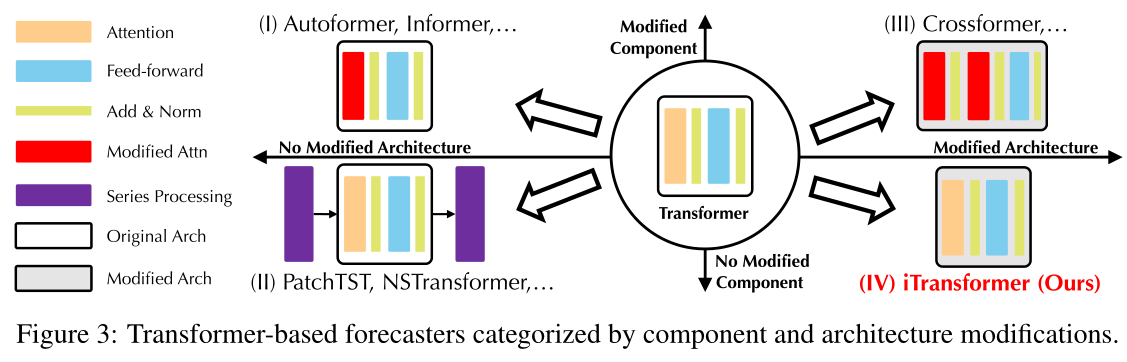 Attention
Feed-forward
Add & Norm
Modified Attn
Series Processing
Original Arch
Modified Arch
(I) Autoformer, Informer,...
Modified
Component
(III) Crossformer,...
No Modified Architecture
Modified Architecture
Transformer
(II) PatchTST, NSTransformer,...
No Modified
Component
(IV) iTransformer (Ours)
Figure 3: Transformer-based forecasters categorized by component and architecture modifications.